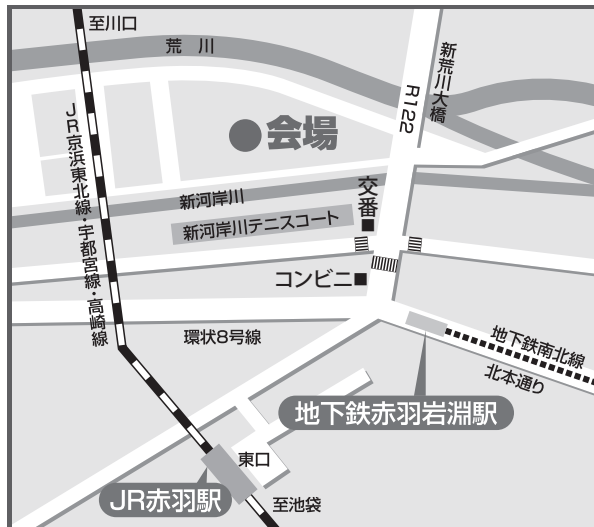 至川口
荒 川
新荒川大橋
R122
JR京浜東北線・宇都宮線・高崎線
●会場
交番■
新河岸川
新河岸川テニスコート
コンビニ■
環状8号線
地下鉄南北線
北本通り
地下鉄赤羽岩淵駅
東口
JR赤羽駅
至池袋